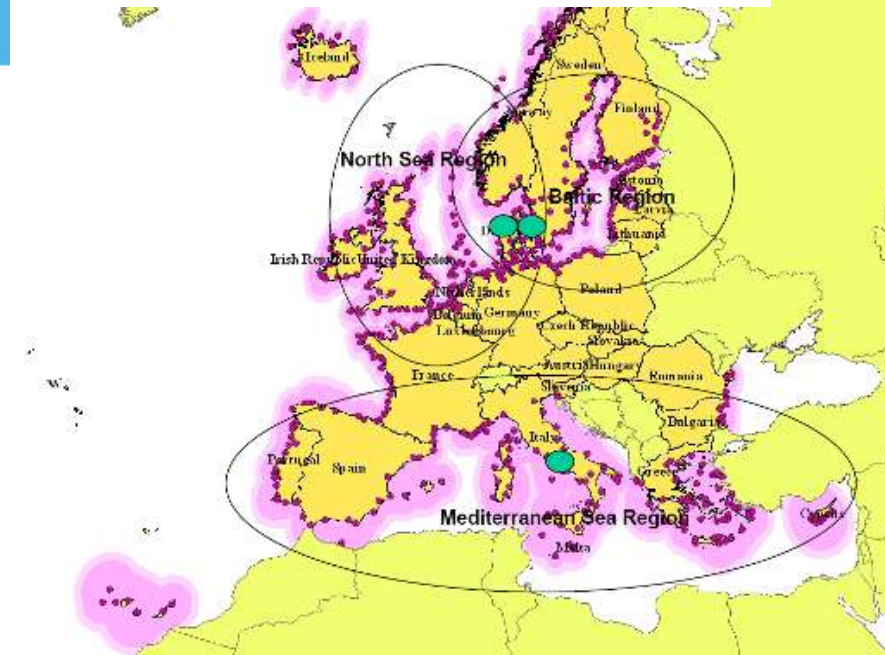 Iceland
Sweden
Finland
North Sea Region
Estonia
Baltic Region
Latvia
Lithuania
Irish Republic
United Kingdom
Netherlands
Poland
Belgium
Germany
Luxembourg
Czech Republic
Slovakia
Austria
Hungary
France
Romania
Slovenia
Bulgaria
Italy
Portugal
Spain
Greece
Mediterranean Sea Region
Cyprus
Malta